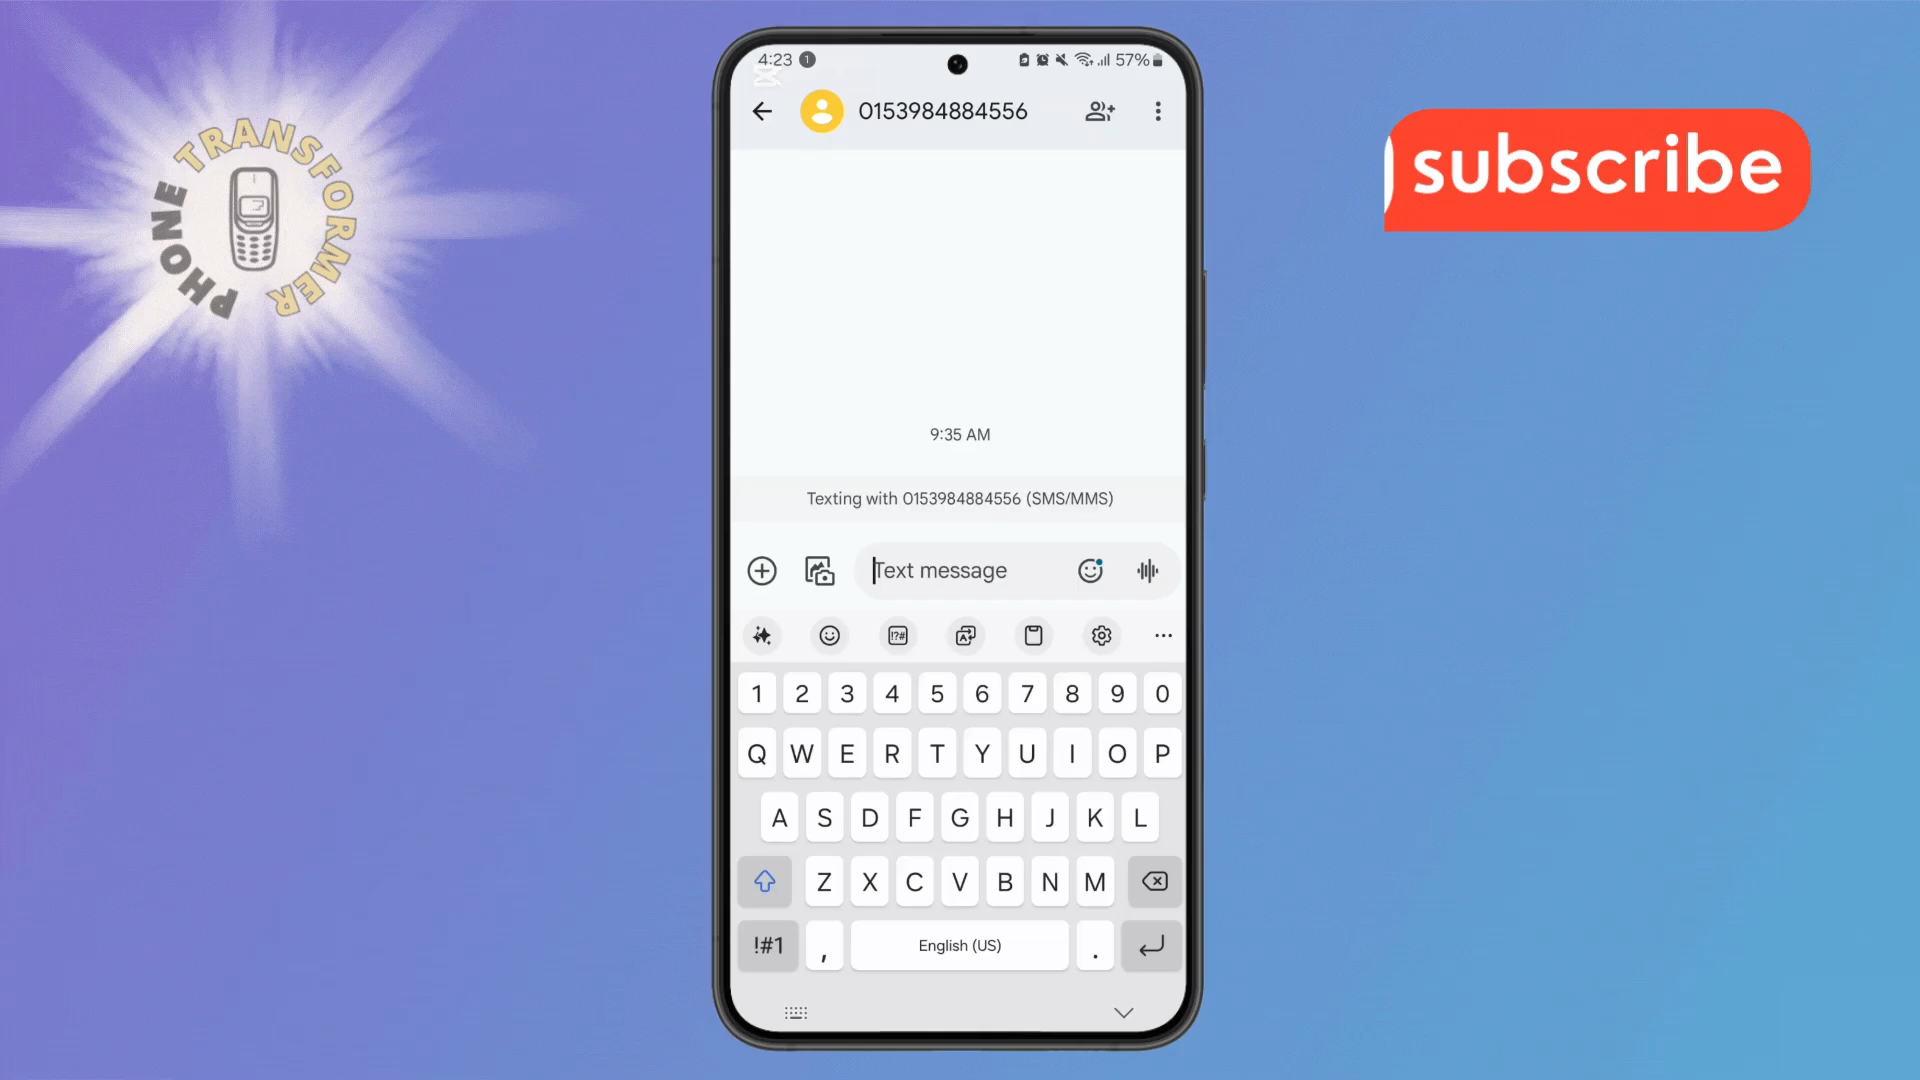 PHONE TRANSFORMER
subscribe
4:23 1 57%
0153984884556
9:35 AM
Texting with 0153984884556 (SMS/MMS)
Text message
!?# A
1 2 3 4 5 6 7 8 9 0
Q W E R T Y U I O P
A S D F G H J K L
Z X C V B N M
!#1 , English (US) .